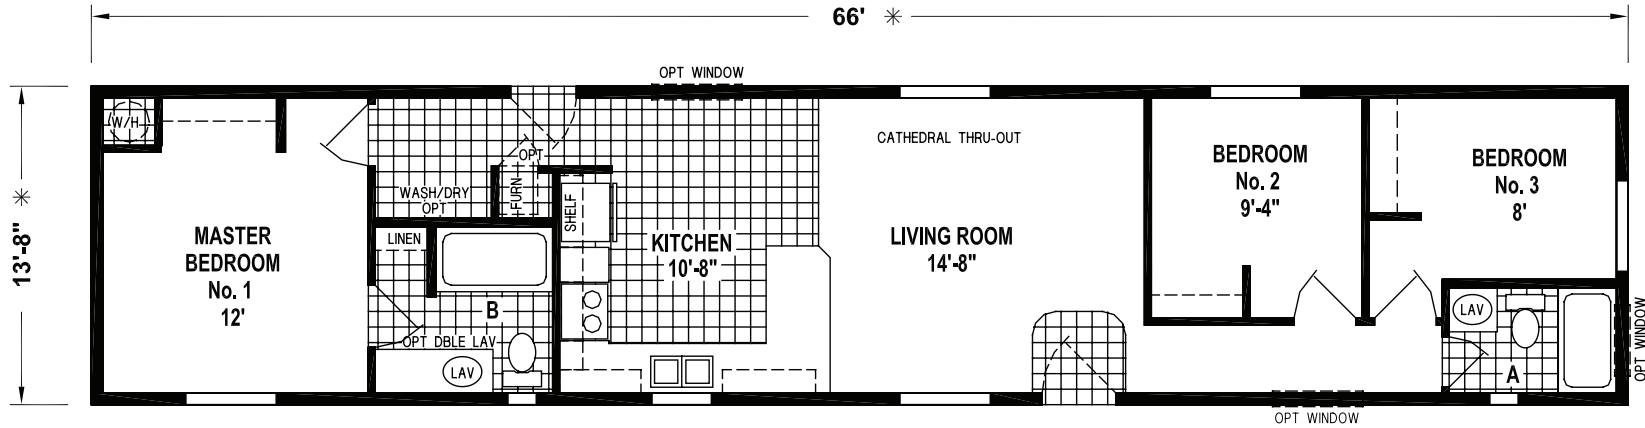 66' ✳
OPT WINDOW
13'-8" ✳
W/H
MASTER
BEDROOM
No. 1
12'
WASH/DRY
OPT
OPT
FURN
LINEN
B
OPT DBLE LAV
LAV
SHELF
KITCHEN
10'-8"
CATHEDRAL THRU-OUT
LIVING ROOM
14'-8"
BEDROOM
No. 2
9'-4"
BEDROOM
No. 3
8'
LAV
A
OPT WINDOW
OPT WINDOW